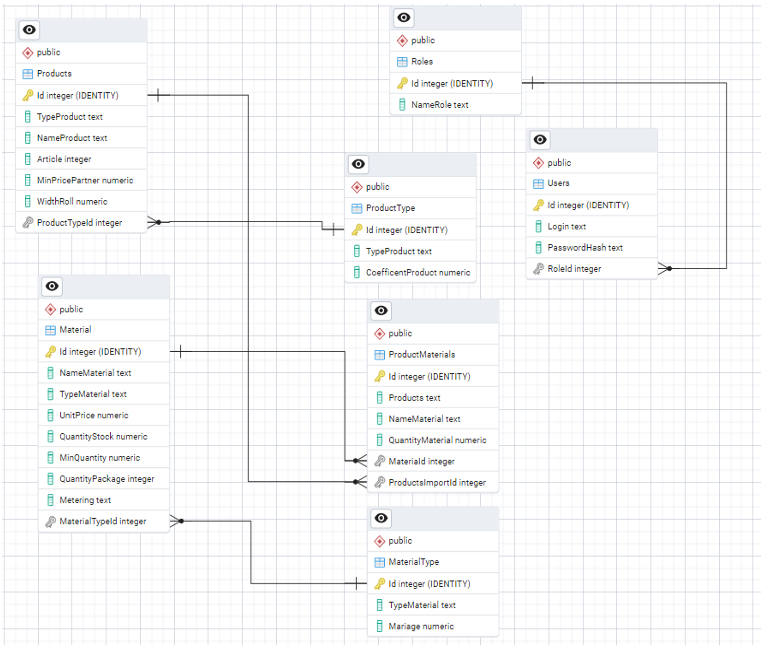 public
Products
Id integer (IDENTITY)
TypeProduct text
NameProduct text
Article integer
MinPricePartner numeric
WidthRoll numeric
ProductTypeId integer
public
Roles
Id integer (IDENTITY)
NameRole text
public
ProductType
Id integer (IDENTITY)
TypeProduct text
CoefficentProduct numeric
public
Users
Id integer (IDENTITY)
Login text
PasswordHash text
RoleId integer
public
Material
Id integer (IDENTITY)
NameMaterial text
TypeMaterial text
UnitPrice numeric
QuantityStock numeric
MinQuantity numeric
QuantityPackage integer
Metering text
MaterialTypeId integer
public
ProductMaterials
Id integer (IDENTITY)
Products text
NameMaterial text
QuantityMaterial numeric
MaterialId integer
ProductsImportId integer
public
MaterialType
Id integer (IDENTITY)
TypeMaterial text
Mariage numeric